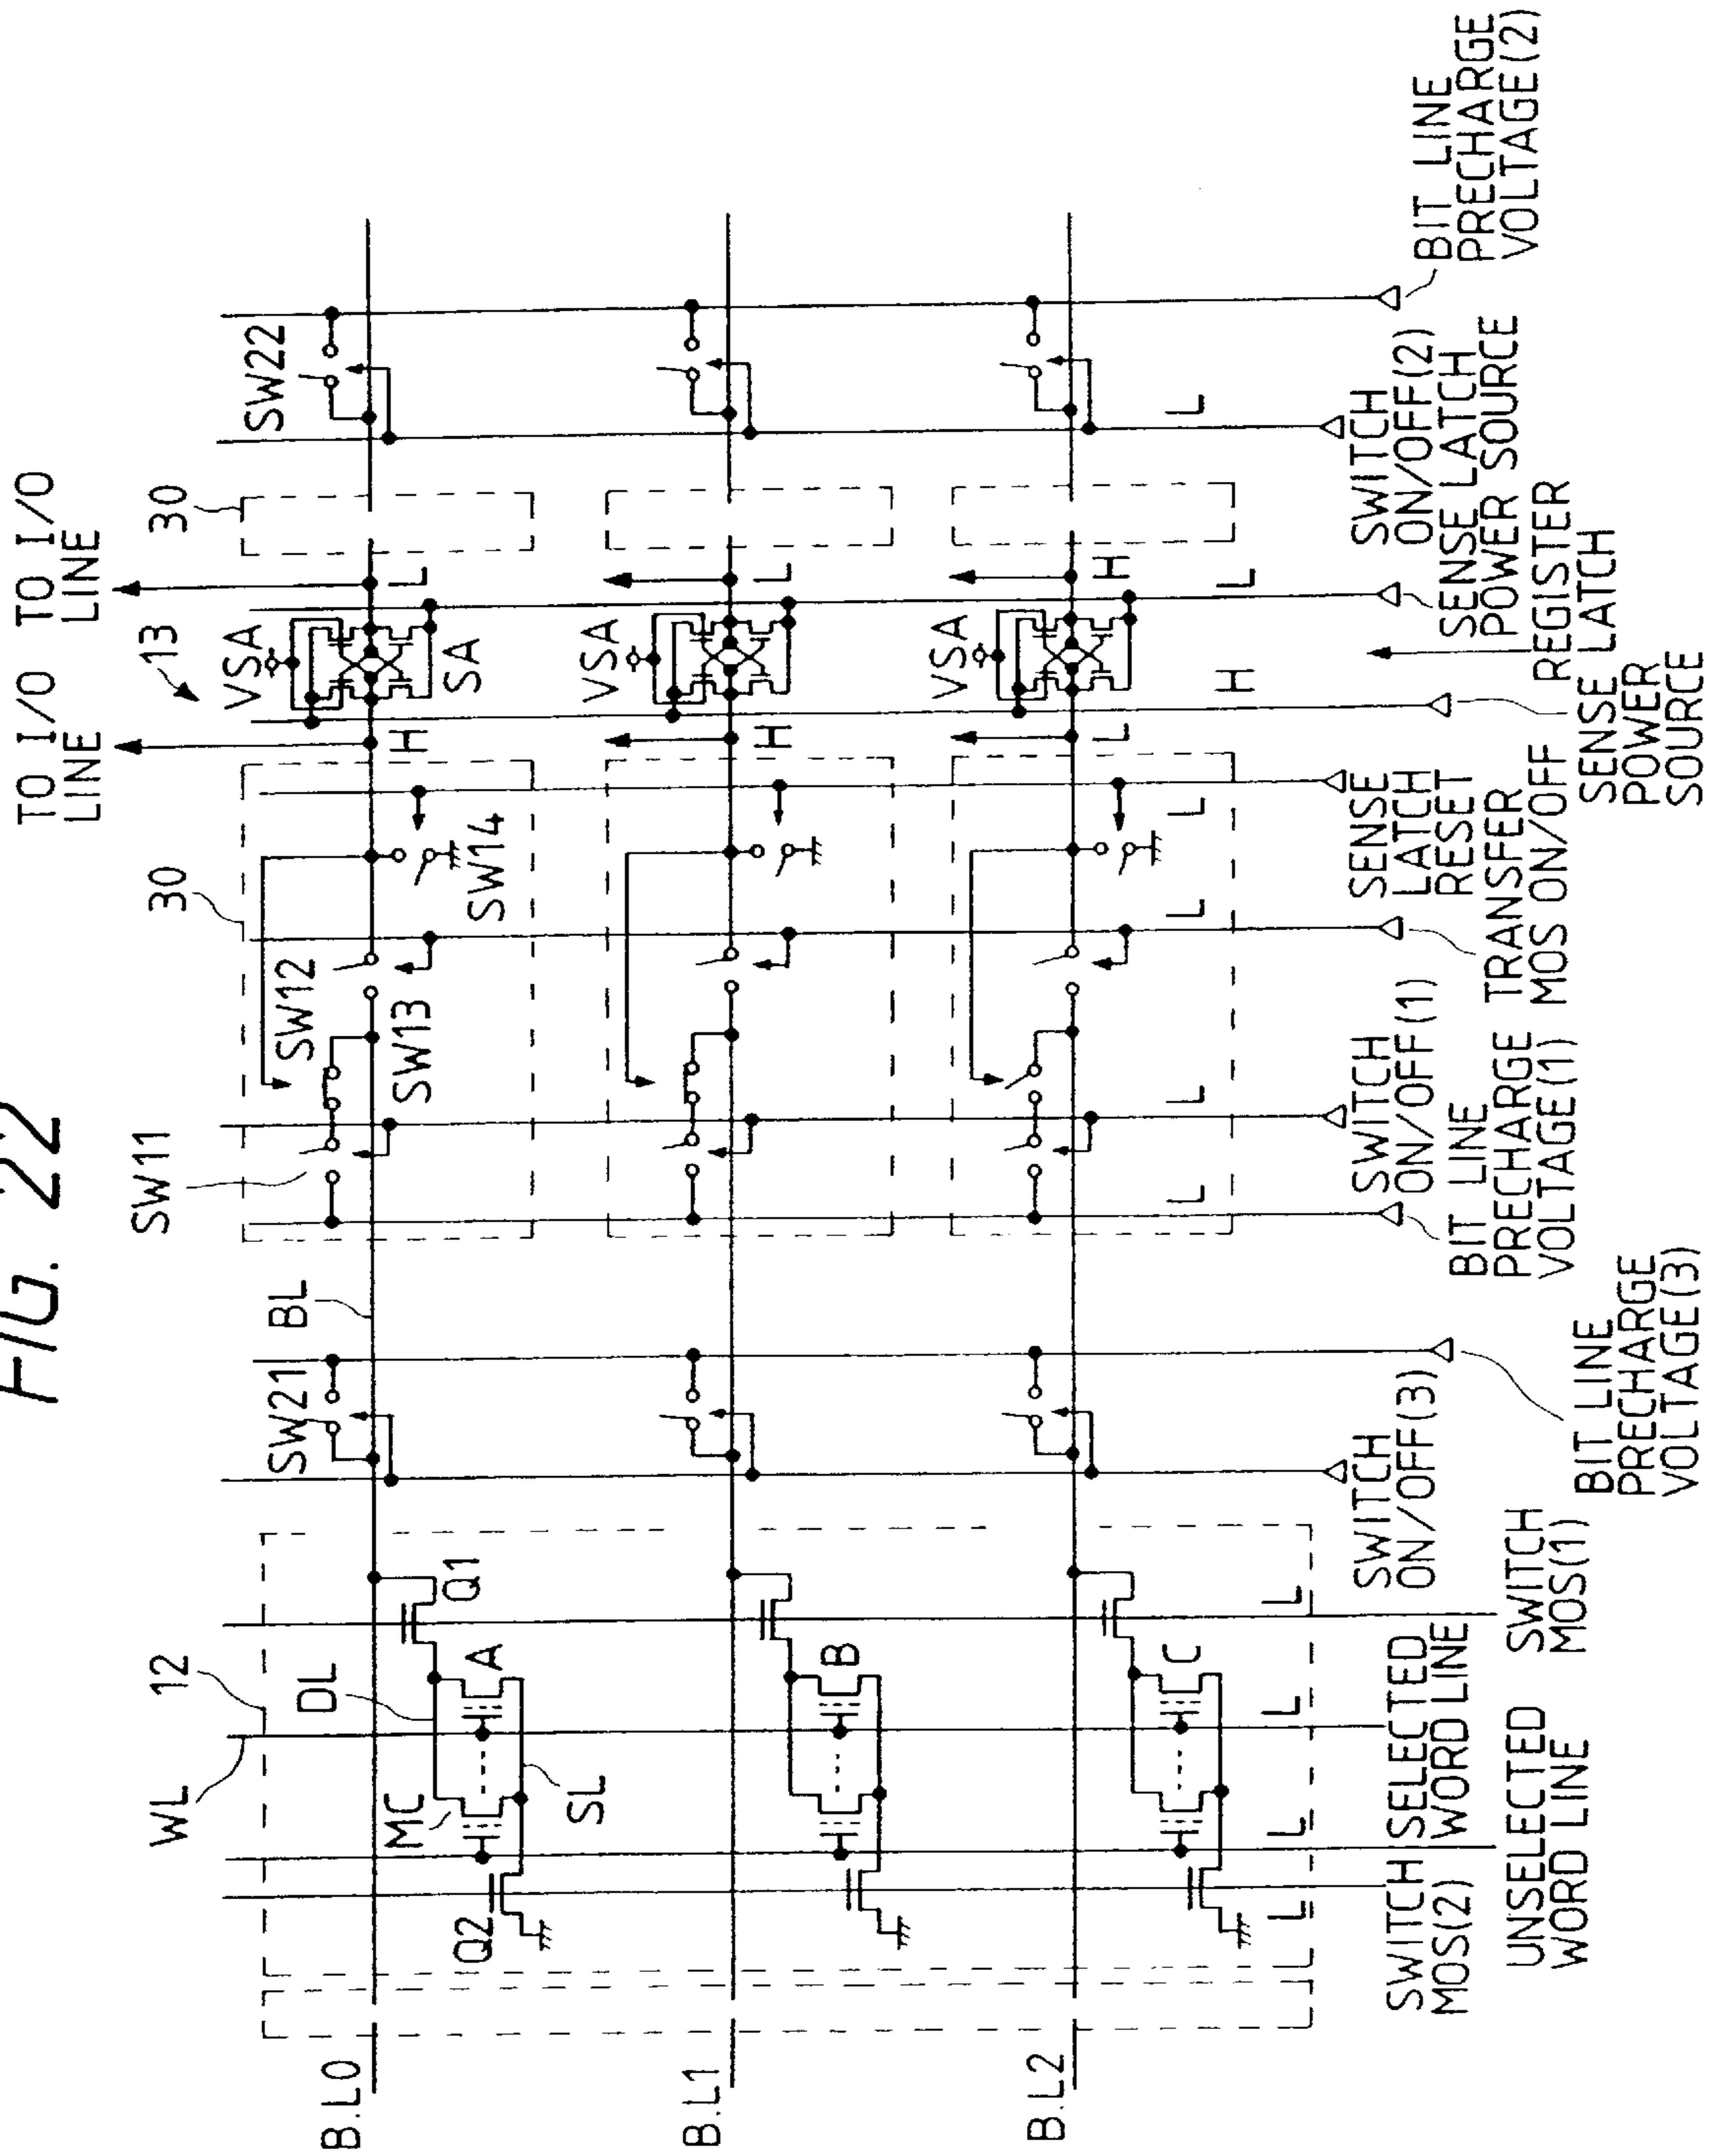 FIG. 22
TO I/O
LINE
TO I/O
LINE
WL
12
SW11
30
13
30
DL
SW21
BL
SW12
SW13
SW14
VSA
SA
SW22
MC
A
Q1
Q2
SL
H
L
B.L0
B
VSA
H
L
B.L1
C
VSA
L
H
B.L2
L
L
L
L
L
L
L
L
H
L
L
SWITCH
MOS(2)
UNSELECTED
WORD LINE
SELECTED
WORD LINE
SWITCH
MOS(1)
SWITCH
ON/OFF(3)
BIT LINE
PRECHARGE
VOLTAGE(3)
BIT LINE
PRECHARGE
VOLTAGE(1)
SWITCH
ON/OFF(1)
TRANSFER
MOS ON/OFF
SENSE
LATCH
RESET
SENSE
POWER
SOURCE
REGISTER
LATCH
SENSE LATCH
POWER SOURCE
SWITCH
ON/OFF(2)
BIT LINE
PRECHARGE
VOLTAGE(2)